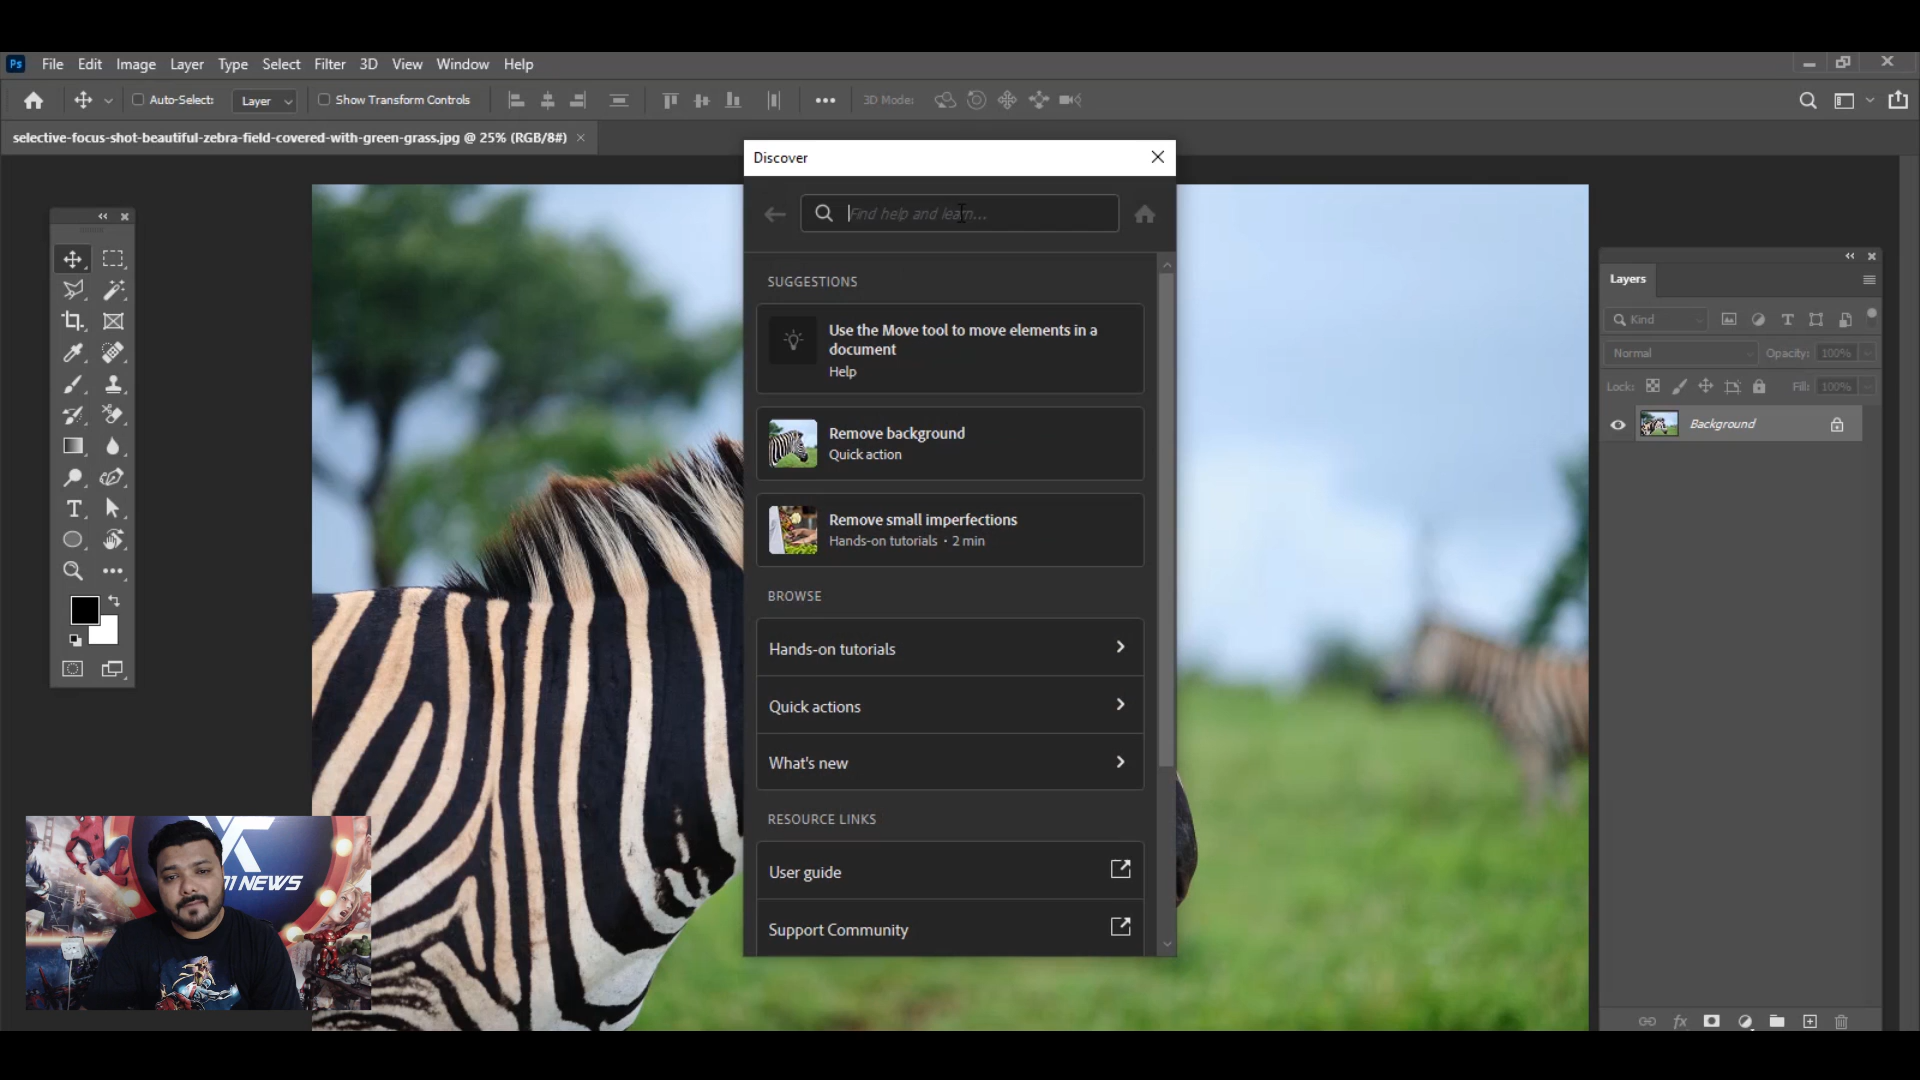 Ps File Edit Image Layer Type Select Filter 3D View Window Help
Auto-Select: Layer Show Transform Controls 3D Mode:
selective-focus-shot-beautiful-zebra-field-covered-with-green-grass.jpg @ 25% (RGB/8#)
Discover
Find help and learn...
SUGGESTIONS
Use the Move tool to move elements in a
document
Help
Remove background
Quick action
Remove small imperfections
Hands-on tutorials • 2 min
BROWSE
Hands-on tutorials
Quick actions
What's new
RESOURCE LINKS
User guide
Support Community
Layers
Kind
Normal Opacity: 100%
Lock: Fill: 100%
Background
fx
NEWS